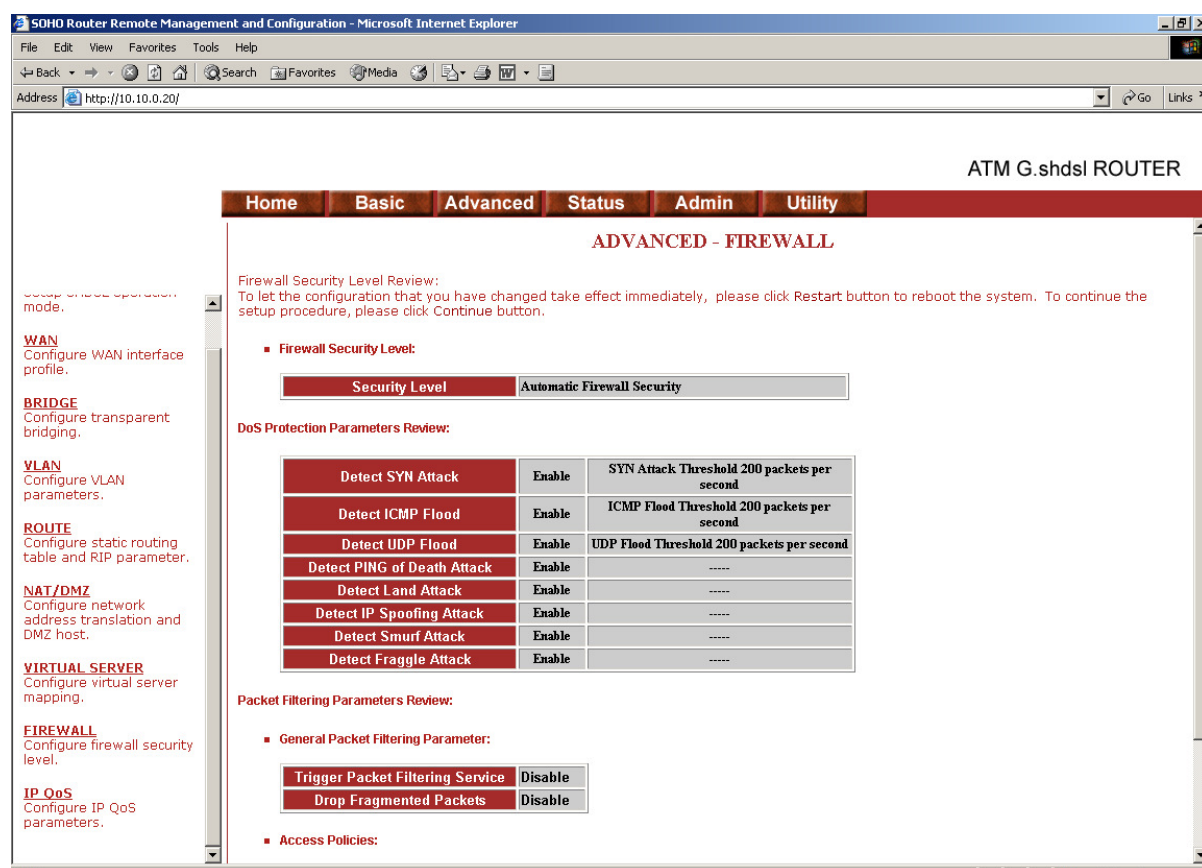 SOHO Router Remote Management and Configuration - Microsoft Internet Explorer
File Edit View Favorites Tools Help
Back Search Favorites Media
Address http://10.10.0.20/ Go Links
ATM G.shdsl ROUTER
Home Basic Advanced Status Admin Utility
mode.
WAN
Configure WAN interface
profile.
BRIDGE
Configure transparent
bridging.
VLAN
Configure VLAN
parameters.
ROUTE
Configure static routing
table and RIP parameter.
NAT/DMZ
Configure network
address translation and
DMZ host.
VIRTUAL SERVER
Configure virtual server
mapping.
FIREWALL
Configure firewall security
level.
IP QoS
Configure IP QoS
parameters.
ADVANCED - FIREWALL
Firewall Security Level Review:
To let the configuration that you have changed take effect immediately, please click Restart button to reboot the system. To continue the
setup procedure, please click Continue button.
Firewall Security Level:
Security Level Automatic Firewall Security
DoS Protection Parameters Review:
Detect SYN Attack Enable SYN Attack Threshold 200 packets per
second
Detect ICMP Flood Enable ICMP Flood Threshold 200 packets per
second
Detect UDP Flood Enable UDP Flood Threshold 200 packets per second
Detect PING of Death Attack Enable -----
Detect Land Attack Enable -----
Detect IP Spoofing Attack Enable -----
Detect Smurf Attack Enable -----
Detect Fraggle Attack Enable -----
Packet Filtering Parameters Review:
General Packet Filtering Parameter:
Trigger Packet Filtering Service Disable
Drop Fragmented Packets Disable
Access Policies: